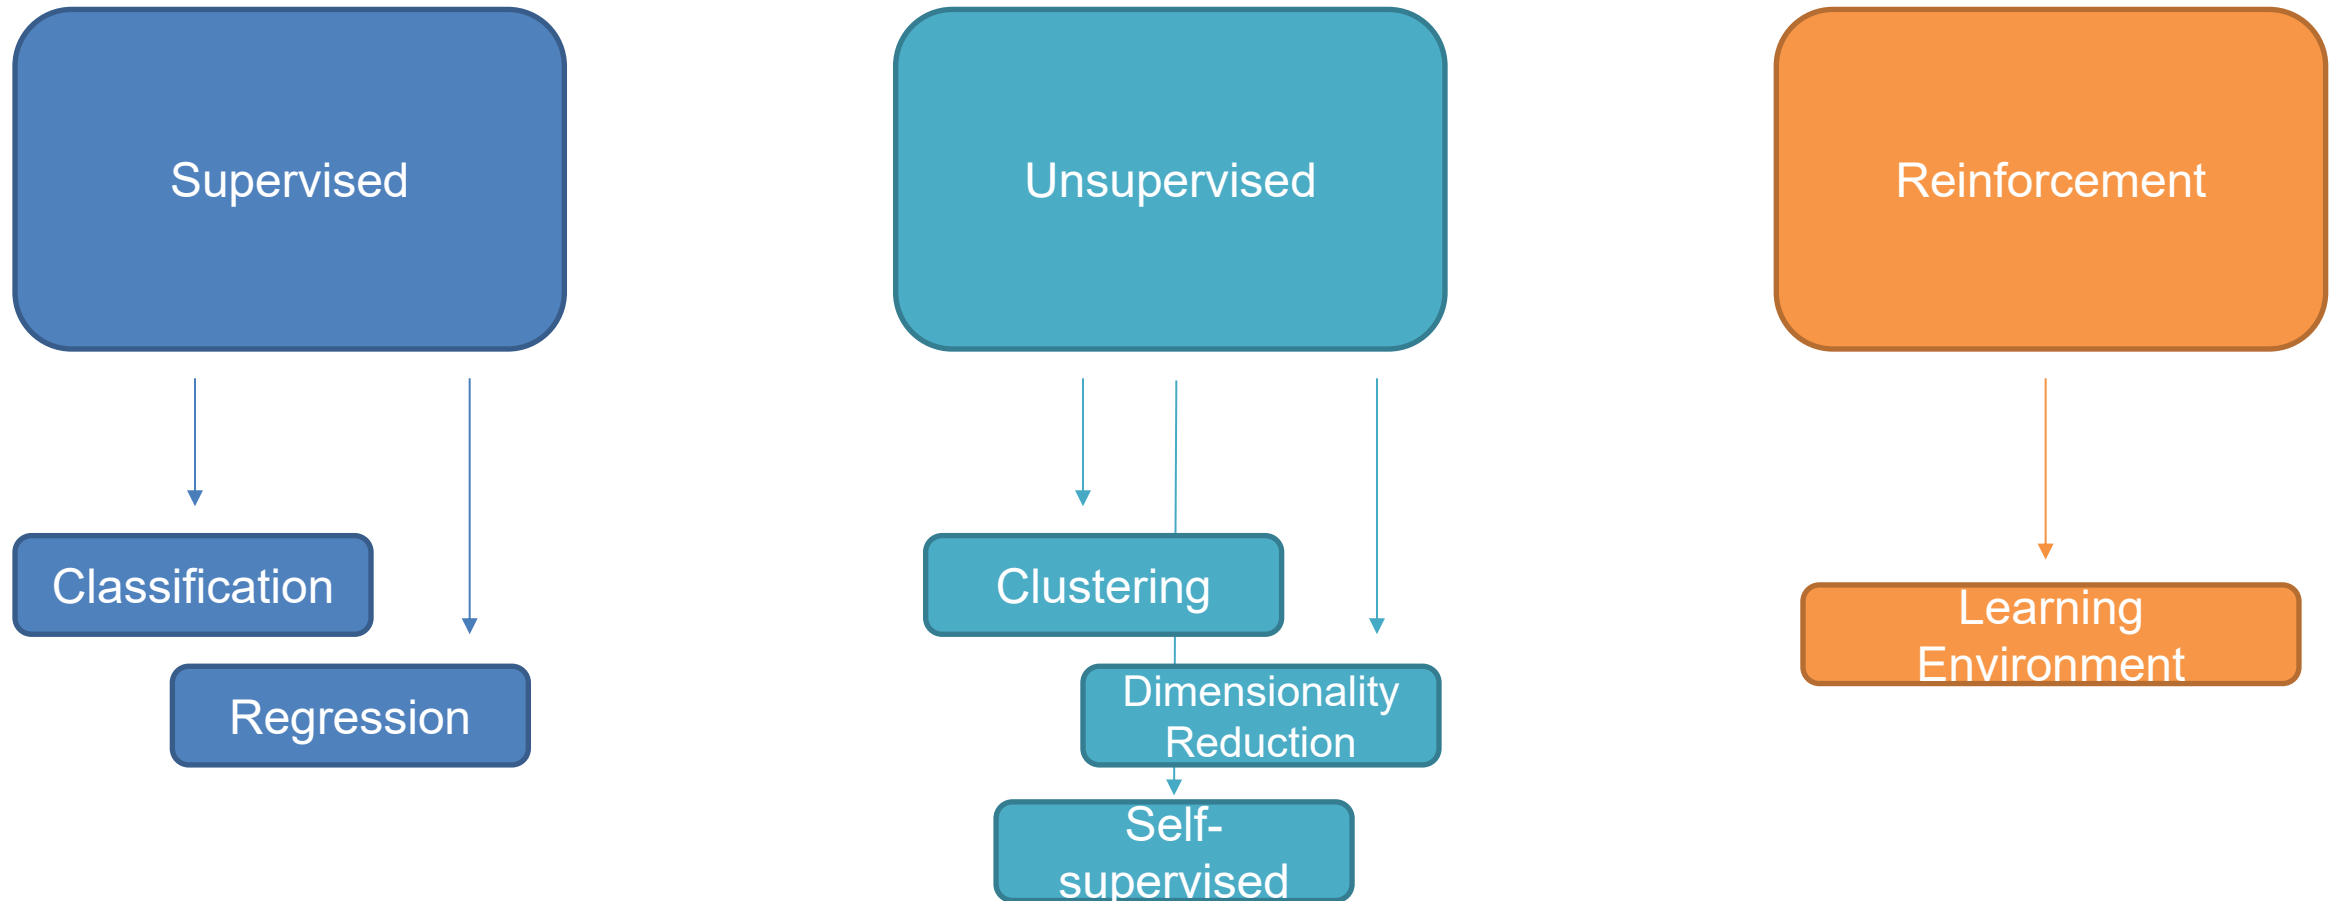 Supervised
Unsupervised
Reinforcement
Classification
Regression
Clustering
Dimensionality
Reduction
Self-
supervised
Learning
Environment